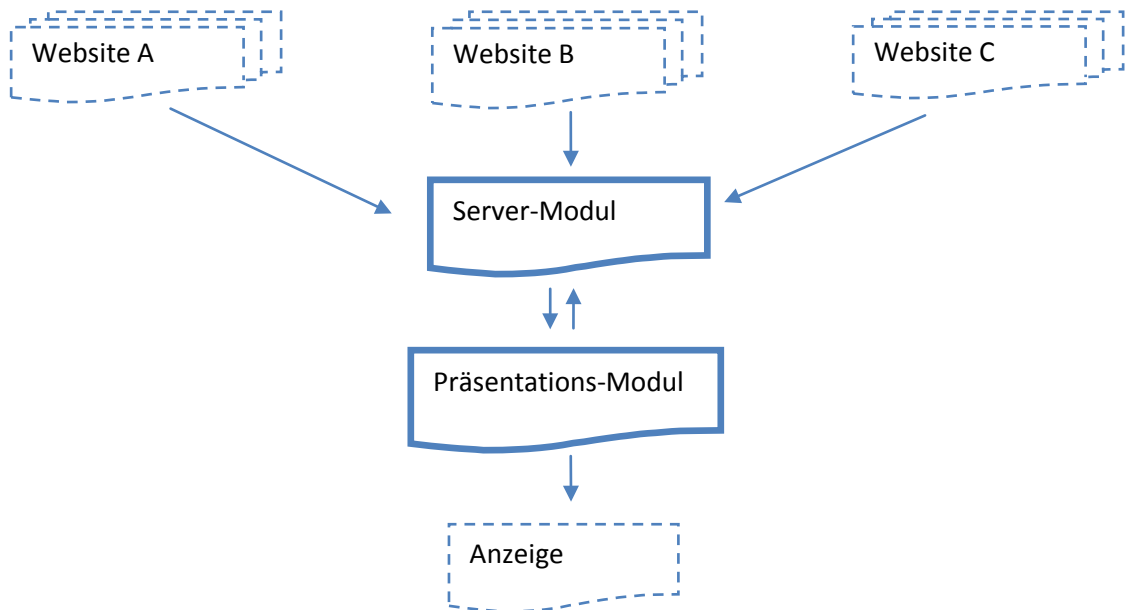 Website A
Website B
Website C
Server-Modul
Präsentations-Modul
Anzeige